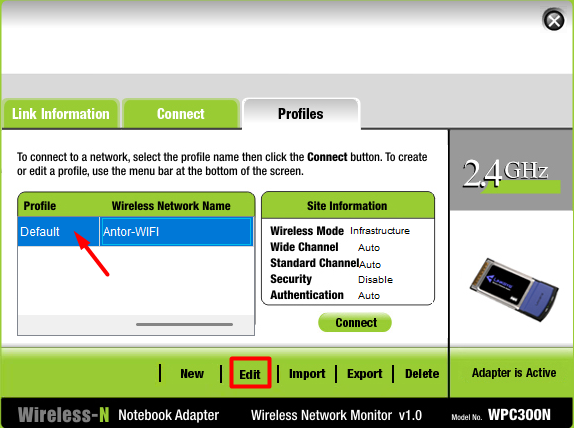 Link Information Connect Profiles
To connect to a network, select the profile name then click the Connect button. To create
or edit a profile, use the menu bar at the bottom of the screen.
2.4GHz
Profile Wireless Network Name
Default Antor-WIFI
Site Information
Wireless Mode Infrastructure
Wide Channel Auto
Standard Channel Auto
Security Disable
Authentication Auto
Connect
New Edit Import Export Delete
Adapter is Active
Wireless-N Notebook Adapter Wireless Network Monitor v1.0 Model No. WPC300N